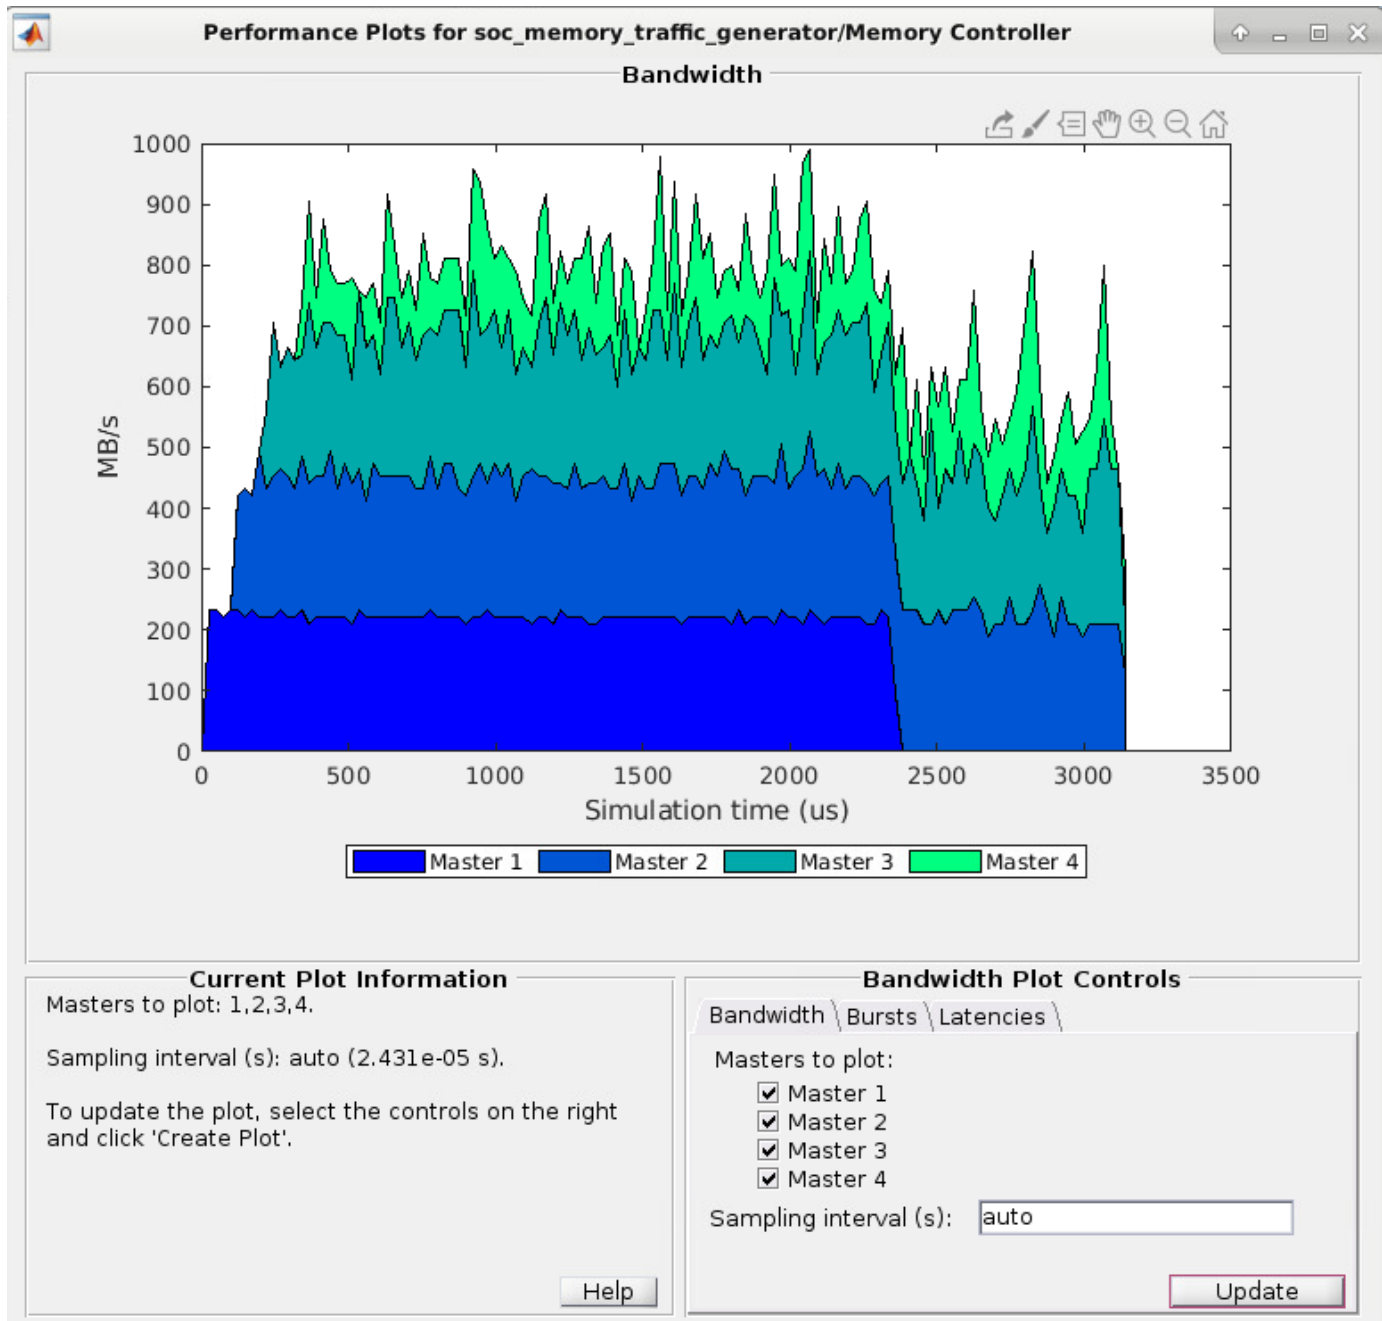 Performance Plots for soc_memory_traffic_generator/Memory Controller
Bandwidth
1000
900
800
700
600
500
400
300
200
100
0
MB/s
0 500 1000 1500 2000 2500 3000 3500
Simulation time (us)
Master 1 Master 2 Master 3 Master 4
Current Plot Information
Masters to plot: 1,2,3,4.
Sampling interval (s): auto (2.431e-05 s).
To update the plot, select the controls on the right
and click 'Create Plot'.
Help
Bandwidth Plot Controls
Bandwidth Bursts Latencies
Masters to plot:
Master 1
Master 2
Master 3
Master 4
Sampling interval (s): auto
Update